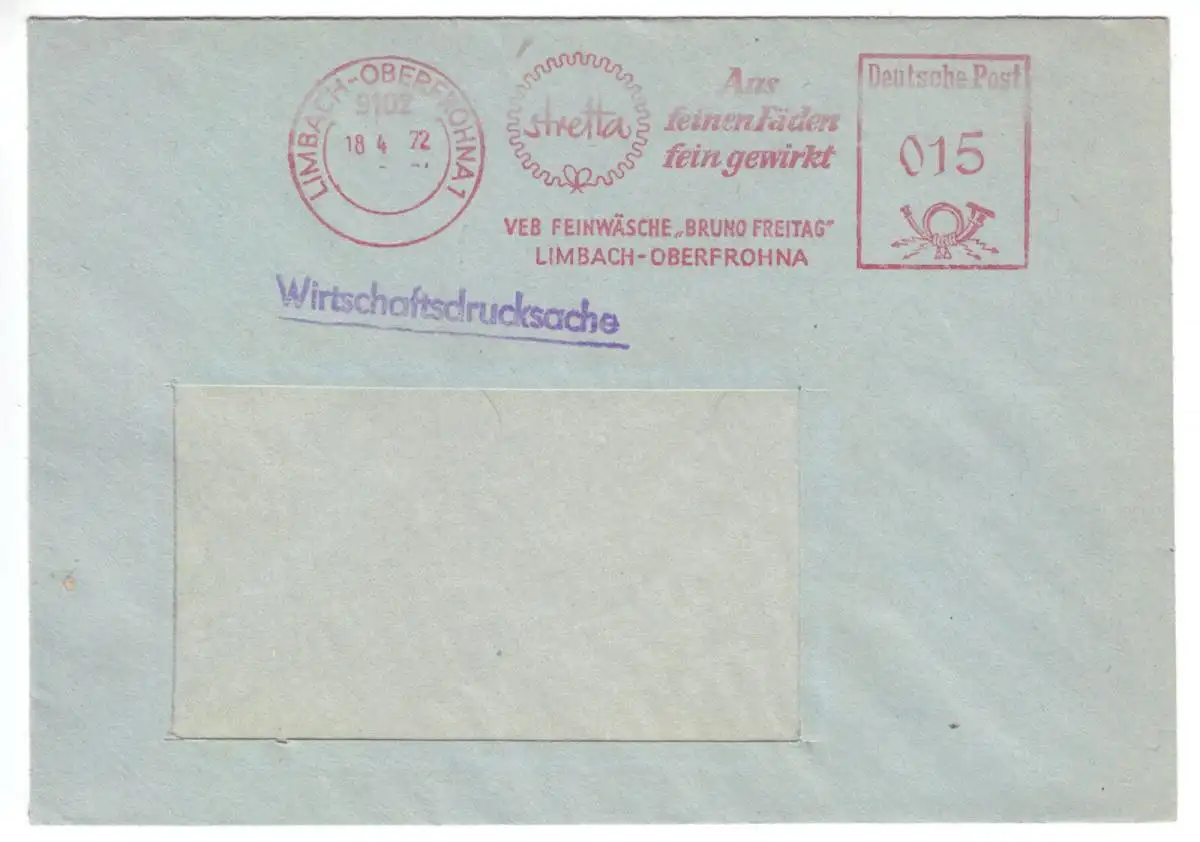 LIMBACH-OBERFROHNA 1
9102
18 4 72
stretta
Aus
feinen Fäden
fein gewirkt
VEB FEINWÄSCHE „BRUNO FREITAG"
LIMBACH-OBERFROHNA
Deutsche Post
015
Wirtschaftsdrucksache